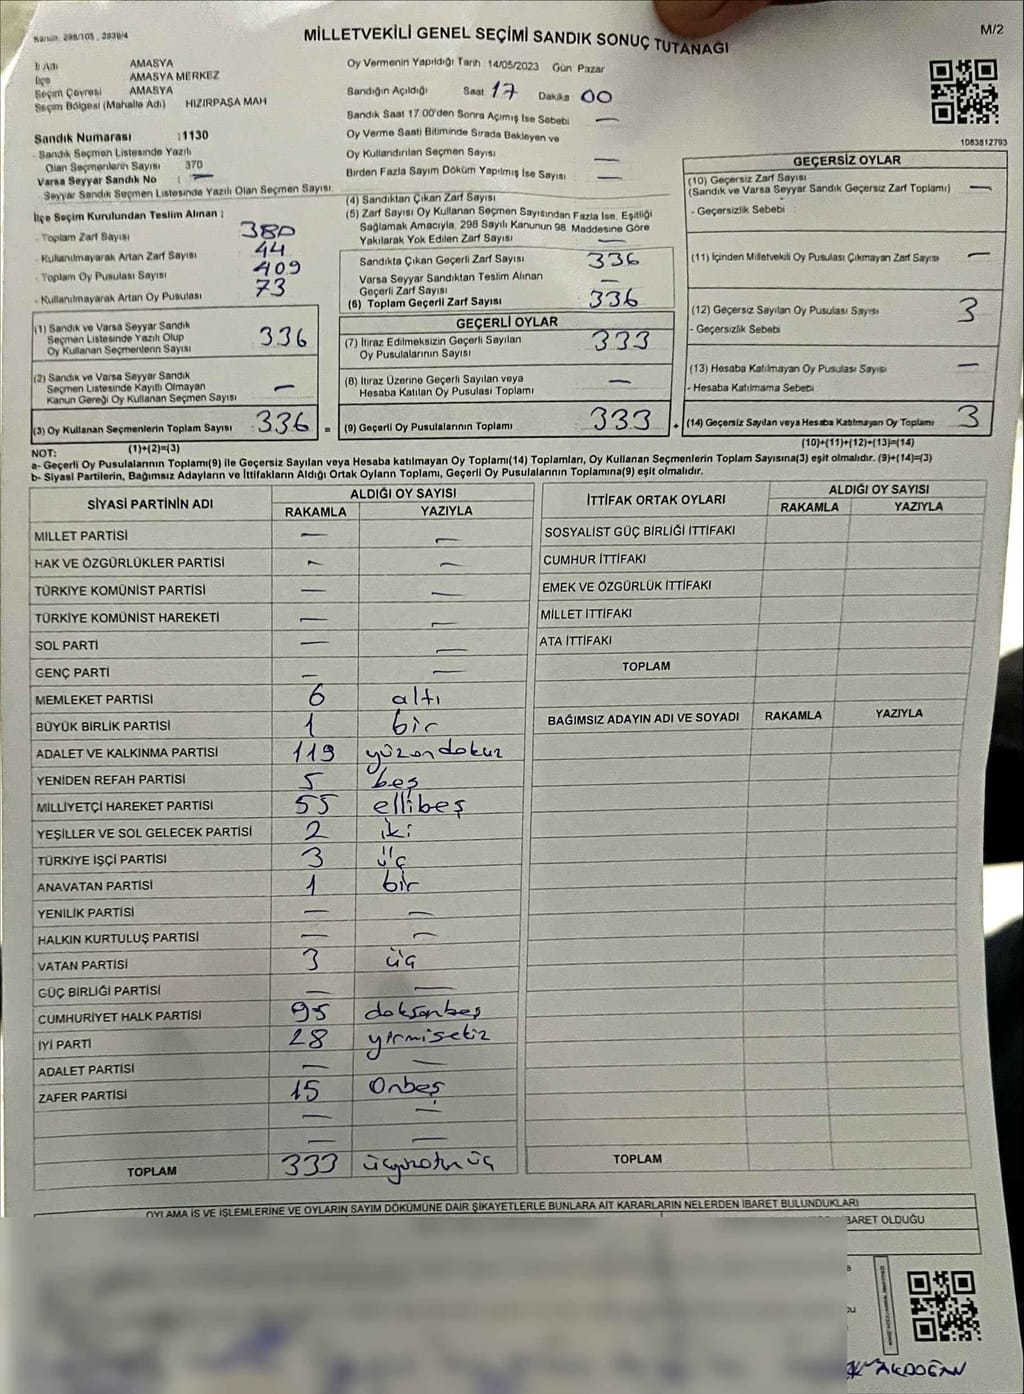 Kanun, 298/105, 2839/4
MİLLETVEKİLİ GENEL SEÇİMİ SANDIK SONUÇ TUTANAĞI
M/2
İl Adı AMASYA
İlçe AMASYA MERKEZ
Seçim Çevresi AMASYA
Seçim Bölgesi (Mahalle Adı) HIZIRPAŞA MAH
Sandık Numarası : 1130
Sandık Seçmen Listesinde Yazılı
Olan Seçmenlerin Sayısı 370
Varsa Seyyar Sandık No : —
Seyyar Sandık Seçmen Listesinde Yazılı Olan Seçmen Sayısı
İlçe Seçim Kurulundan Teslim Alınan ;
- Toplam Zarf Sayısı 380
- Kullanılmayarak Artan Zarf Sayısı 44
- Toplam Oy Pusulası Sayısı 409
- Kullanılmayarak Artan Oy Pusulası 73
Oy Vermenin Yapıldığı Tarih 14/05/2023 Gün Pazar
Sandığın Açıldığı Saat 17 Dakika 00
Sandık Saat 17.00'den Sonra Açımış İse Sebebi —
Oy Verme Saati Bitiminde Sırada Bekleyen ve
Oy Kullandırılan Seçmen Sayısı —
Birden Fazla Sayım Döküm Yapılmış İse Sayısı —
(4) Sandıktan Çıkan Zarf Sayısı
(5) Zarf Sayısı Oy Kullanan Seçmen Sayısından Fazla İse, Eşitliği
Sağlamak Amacıyla, 298 Sayılı Kanunun 98. Maddesine Göre
Yakılarak Yok Edilen Zarf Sayısı —
Sandıkta Çıkan Geçerli Zarf Sayısı 336
Varsa Seyyar Sandıktan Teslim Alınan
Geçerli Zarf Sayısı —
(6) Toplam Geçerli Zarf Sayısı 336
1083812793
GEÇERSİZ OYLAR
(10) Geçersiz Zarf Sayısı
(Sandık ve Varsa Seyyar Sandık Geçersiz Zarf Toplamı) —
- Geçersizlik Sebebi :
(11) İçinden Milletvekili Oy Pusulası Çıkmayan Zarf Sayısı —
(12) Geçersiz Sayılan Oy Pusulası Sayısı 3
- Geçersizlik Sebebi
(13) Hesaba Katılmayan Oy Pusulası Sayısı —
- Hesaba Katılmama Sebebi
(14) Geçersiz Sayılan veya Hesaba Katılmayan Oy Toplamı 3
(10)+(11)+(12)+(13)=(14)
(1) Sandık ve Varsa Seyyar Sandık
Seçmen Listesinde Yazılı Olup
Oy Kullanan Seçmenlerin Sayısı 336
(2) Sandık ve Varsa Seyyar Sandık
Seçmen Listesinde Kayıtlı Olmayan
Kanun Gereği Oy Kullanan Seçmen Sayısı —
(3) Oy Kullanan Seçmenlerin Toplam Sayısı 336 =
(1)+(2)=(3)
GEÇERLİ OYLAR
(7) İtiraz Edilmeksizin Geçerli Sayılan
Oy Pusulalarının Sayısı 333
(8) İtiraz Üzerine Geçerli Sayılan veya
Hesaba Katılan Oy Pusulası Toplamı —
(9) Geçerli Oy Pusulalarının Toplamı 333 +
NOT:
a- Geçerli Oy Pusulalarının Toplamı(9) ile Geçersiz Sayılan veya Hesaba katılmayan Oy Toplamı(14) Toplamları, Oy Kullanan Seçmenlerin Toplam Sayısına(3) eşit olmalıdır. (9)+(14)=(3)
b- Siyasi Partilerin, Bağımsız Adayların ve İttifakların Aldığı Ortak Oyların Toplamı, Geçerli Oy Pusulalarının Toplamına(9) eşit olmalıdır.
SİYASİ PARTİNİN ADI ALDIĞI OY SAYISI
RAKAMLA YAZIYLA
MİLLET PARTİSİ — —
HAK VE ÖZGÜRLÜKLER PARTİSİ — —
TÜRKİYE KOMÜNİST PARTİSİ — —
TÜRKİYE KOMÜNİST HAREKETİ — —
SOL PARTİ — —
GENÇ PARTİ — —
MEMLEKET PARTİSİ 6 altı
BÜYÜK BİRLİK PARTİSİ 1 bir
ADALET VE KALKINMA PARTİSİ 119 yüzondokuz
YENİDEN REFAH PARTİSİ 5 beş
MİLLİYETÇİ HAREKET PARTİSİ 55 ellibeş
YEŞİLLER VE SOL GELECEK PARTİSİ 2 iki
TÜRKİYE İŞÇİ PARTİSİ 3 üç
ANAVATAN PARTİSİ 1 bir
YENİLİK PARTİSİ — —
HALKIN KURTULUŞ PARTİSİ — —
VATAN PARTİSİ 3 üç
GÜÇ BİRLİĞİ PARTİSİ — —
CUMHURİYET HALK PARTİSİ 95 doksanbeş
İYİ PARTİ 28 yirmisekiz
ADALET PARTİSİ — —
ZAFER PARTİSİ 15 Onbeş
— —
— —
TOPLAM 333 üçyüzotuzüç
İTTİFAK ORTAK OYLARI ALDIĞI OY SAYISI
RAKAMLA YAZIYLA
SOSYALİST GÜÇ BİRLİĞİ İTTİFAKI
CUMHUR İTTİFAKI
EMEK VE ÖZGÜRLÜK İTTİFAKI
MİLLET İTTİFAKI
ATA İTTİFAKI
TOPLAM
BAĞIMSIZ ADAYIN ADI VE SOYADI RAKAMLA YAZIYLA
TOPLAM
OYLAMA İŞ VE İŞLEMLERİNE VE OYLARIN SAYIM DÖKÜMÜNE DAİR ŞİKAYETLERLE BUNLARA AİT KARARLARIN NELERDEN İBARET BULUNDUKLARI
BARET OLDUĞU
AKDOĞAN